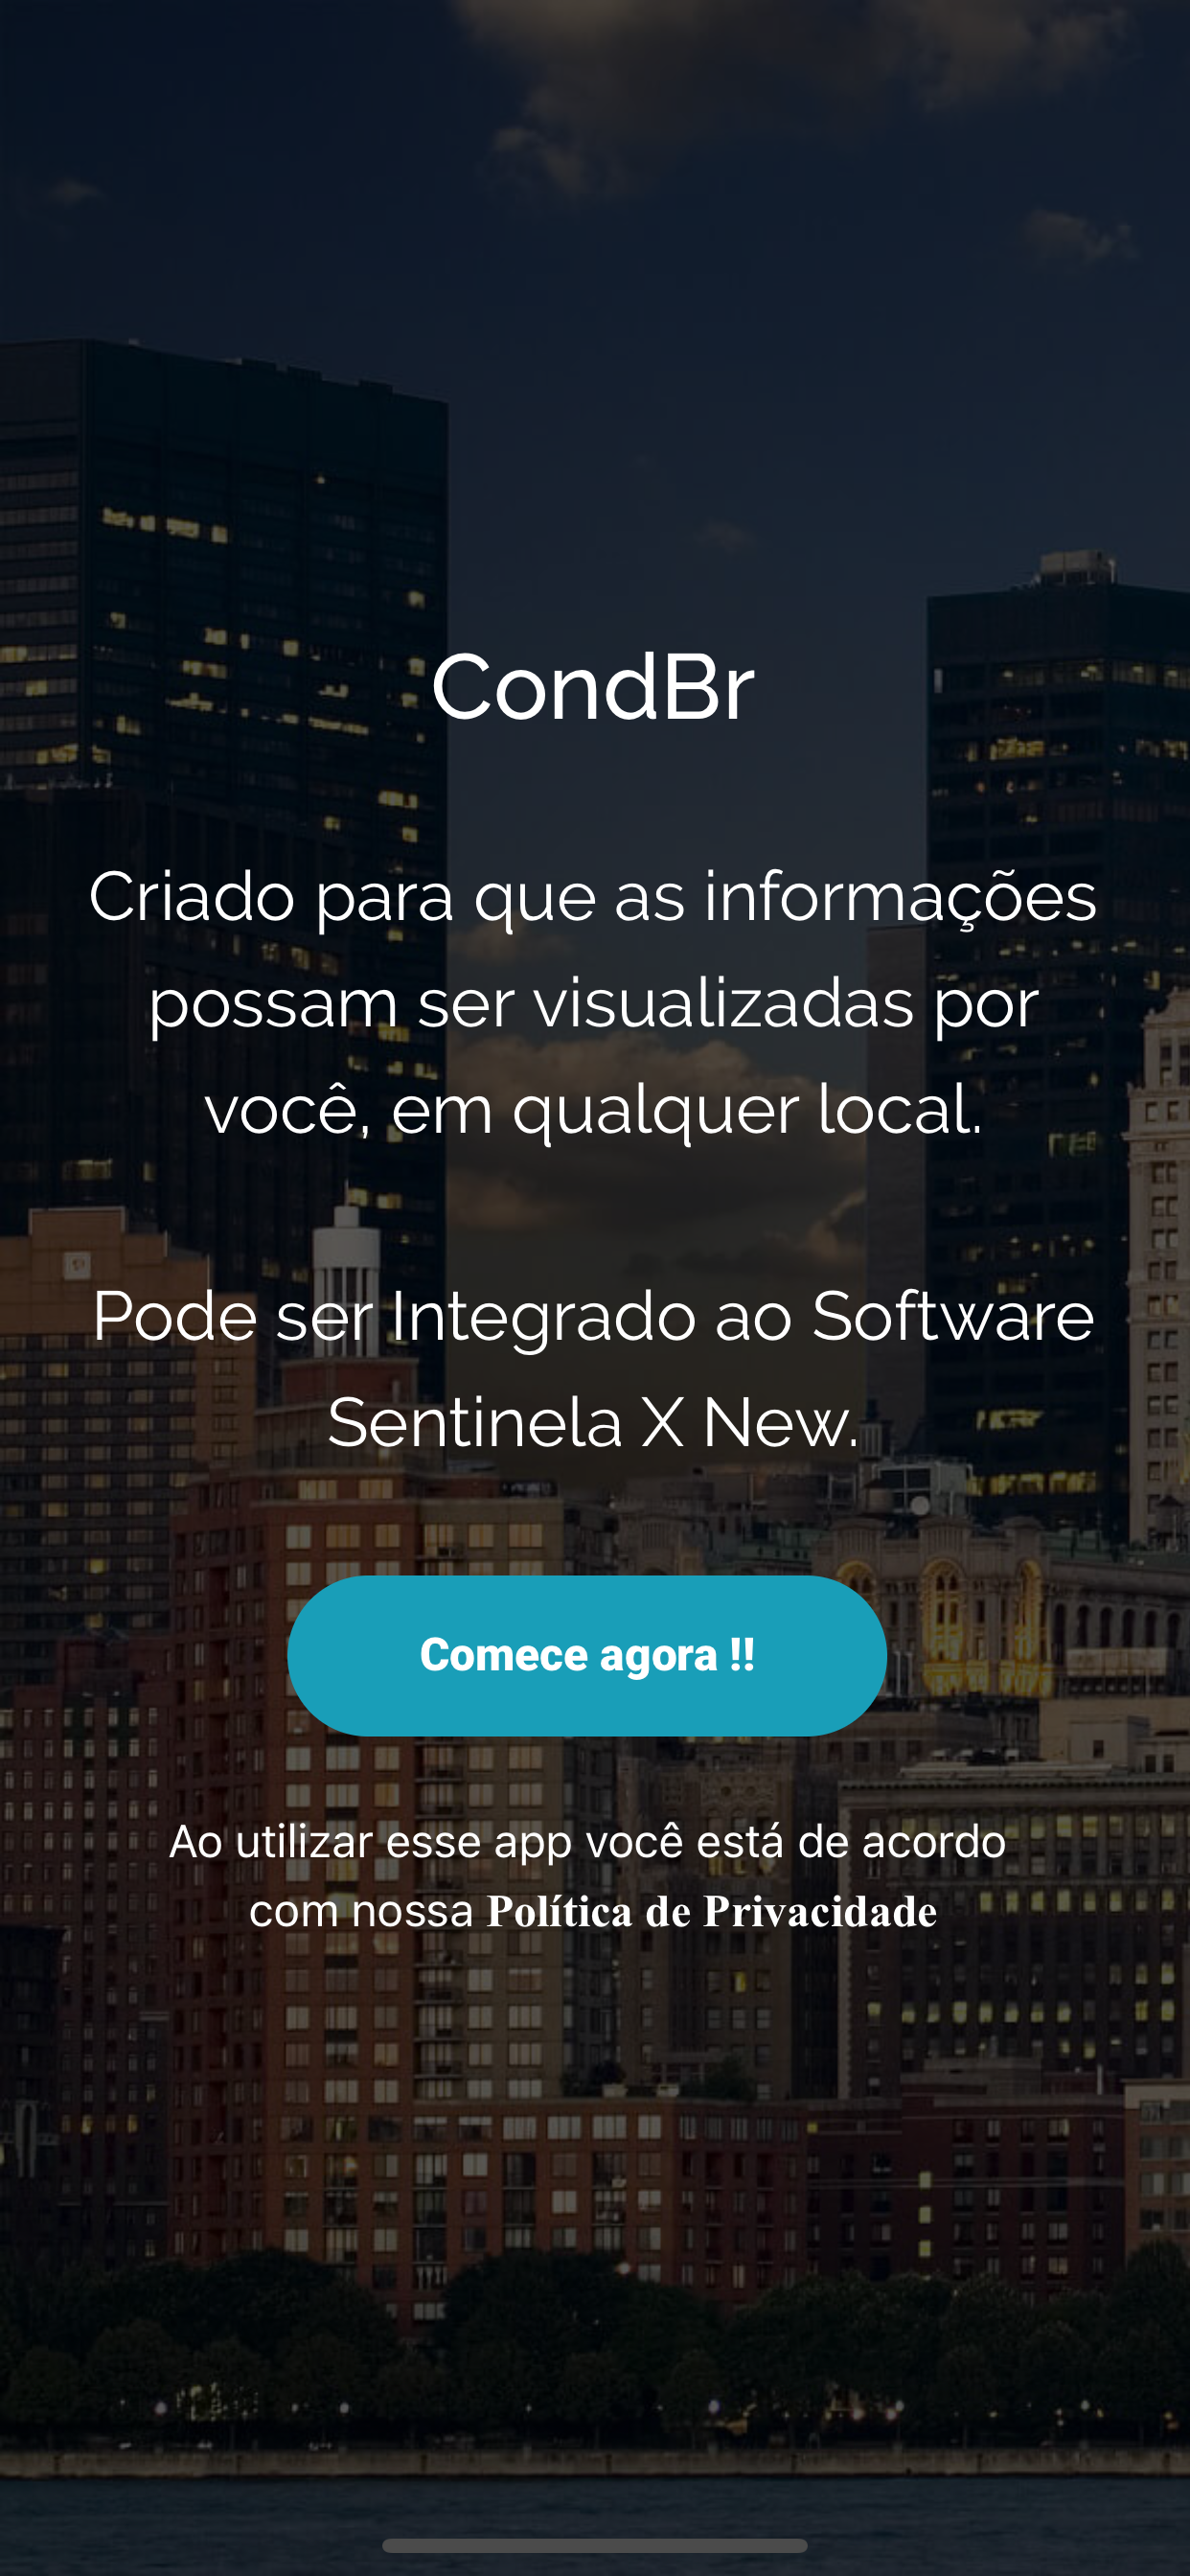 CondBr
Criado para que as informações
possam ser visualizadas por
você, em qualquer local.
Pode ser Integrado ao Software
Sentinela X New.
Comece agora !!
Ao utilizar esse app você está de acordo
com nossa Política de Privacidade